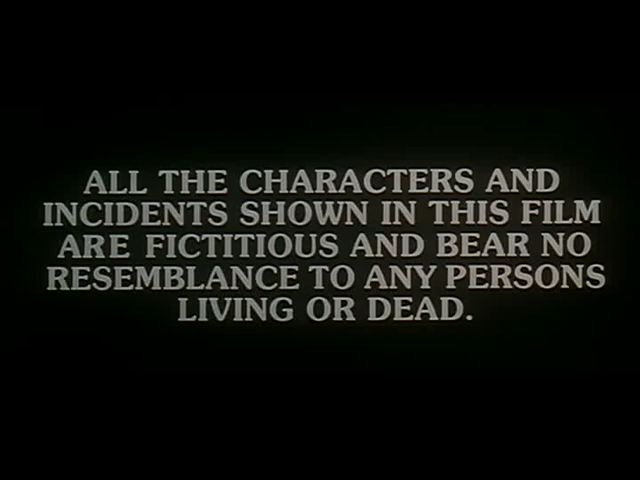 ALL THE CHARACTERS AND
INCIDENTS SHOWN IN THIS FILM
ARE FICTITIOUS AND BEAR NO
RESEMBLANCE TO ANY PERSONS
LIVING OR DEAD.